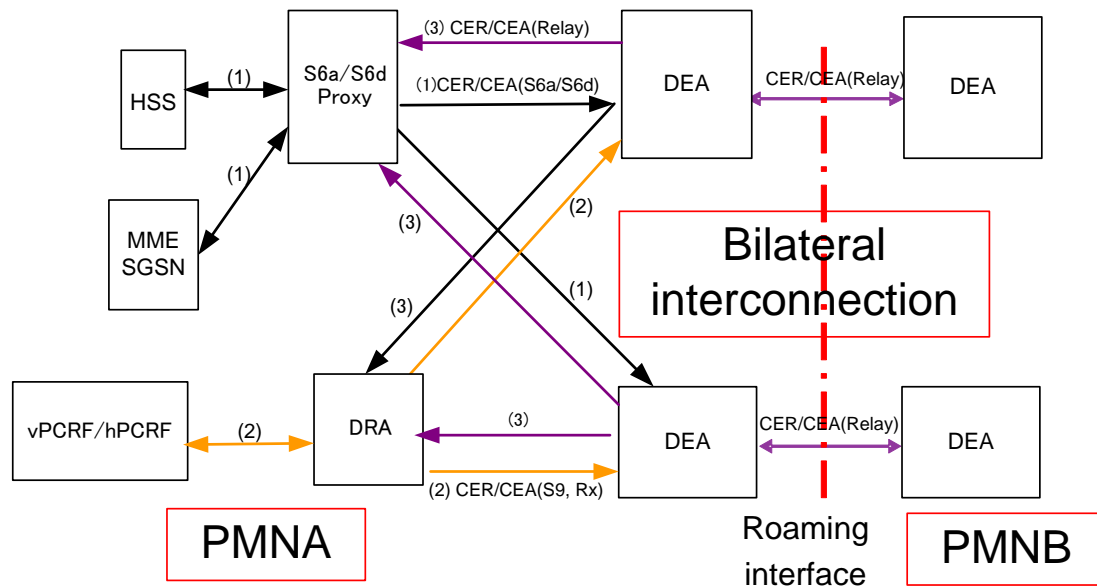 (3) CER/CEA(Relay)
(1)
HSS
S6a/S6d
Proxy
(1)CER/CEA(S6a/S6d)
DEA
CER/CEA(Relay)
DEA
(1)
MME
SGSN
(2)
(3)
Bilateral
interconnection
(3)
(1)
vPCRF/hPCRF
(2)
DRA
(3)
DEA
CER/CEA(Relay)
DEA
(2) CER/CEA(S9, Rx)
PMNA
Roaming
interface
PMNB